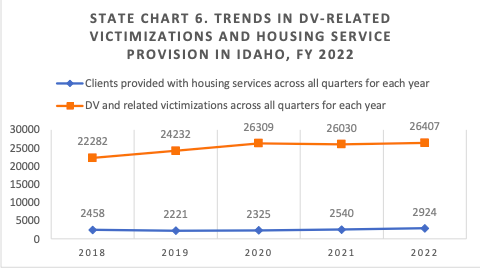 STATE CHART 6. TRENDS IN DV-RELATED
VICTIMIZATIONS AND HOUSING SERVICE
PROVISION IN IDAHO, FY 2022
Clients provided with housing services across all quarters for each year
DV and related victimizations across all quarters for each year
30000
25000
20000
15000
10000
5000
0
22282 24232 26309 26030 26407
2458 2221 2325 2540 2924
2018 2019 2020 2021 2022